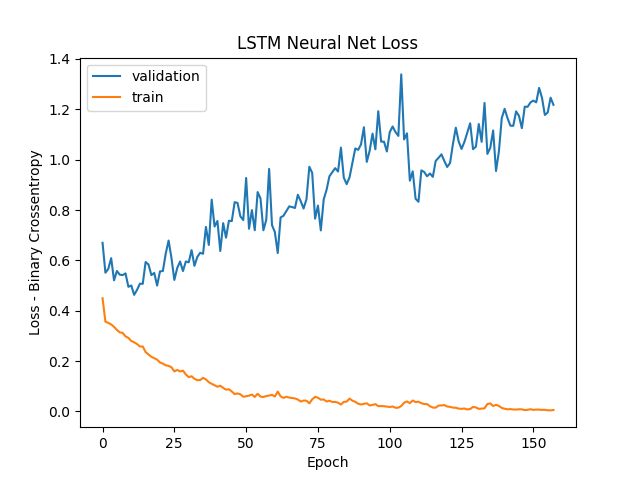 LSTM Neural Net Loss
validation
train
1.4
1.2
1.0
0.8
0.6
0.4
0.2
0.0
Loss - Binary Crossentropy
0 25 50 75 100 125 150
Epoch